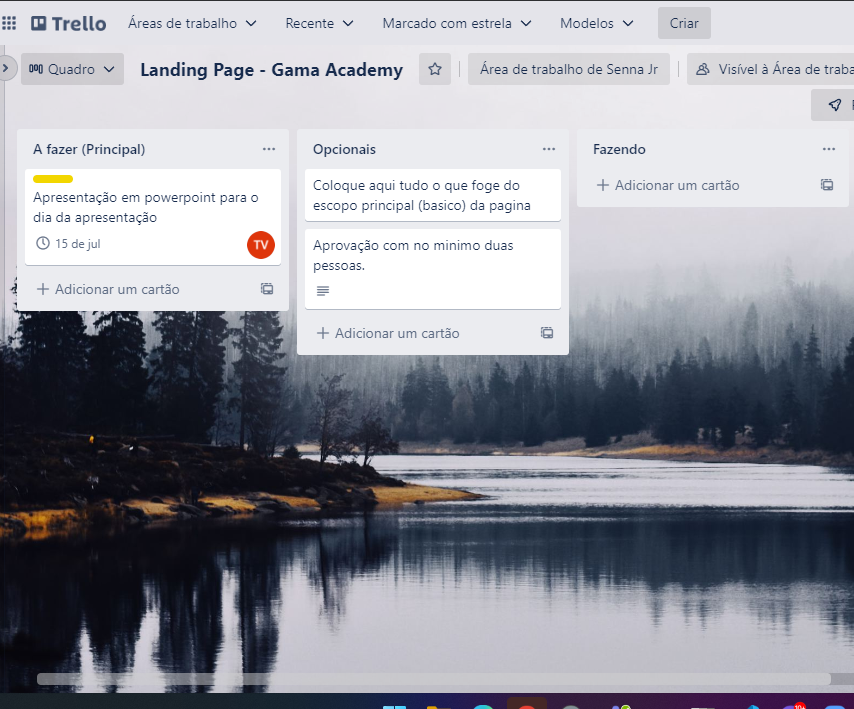 Trello Áreas de trabalho Recente Marcado com estrela Modelos Criar
Quadro Landing Page - Gama Academy Área de trabalho de Senna Jr Visível à Área de traba
A fazer (Principal)
Apresentação em powerpoint para o
dia da apresentação
15 de jul TV
Adicionar um cartão
Opcionais
Coloque aqui tudo o que foge do
escopo principal (basico) da pagina
Aprovação com no minimo duas
pessoas.
Adicionar um cartão
Fazendo
Adicionar um cartão
10+